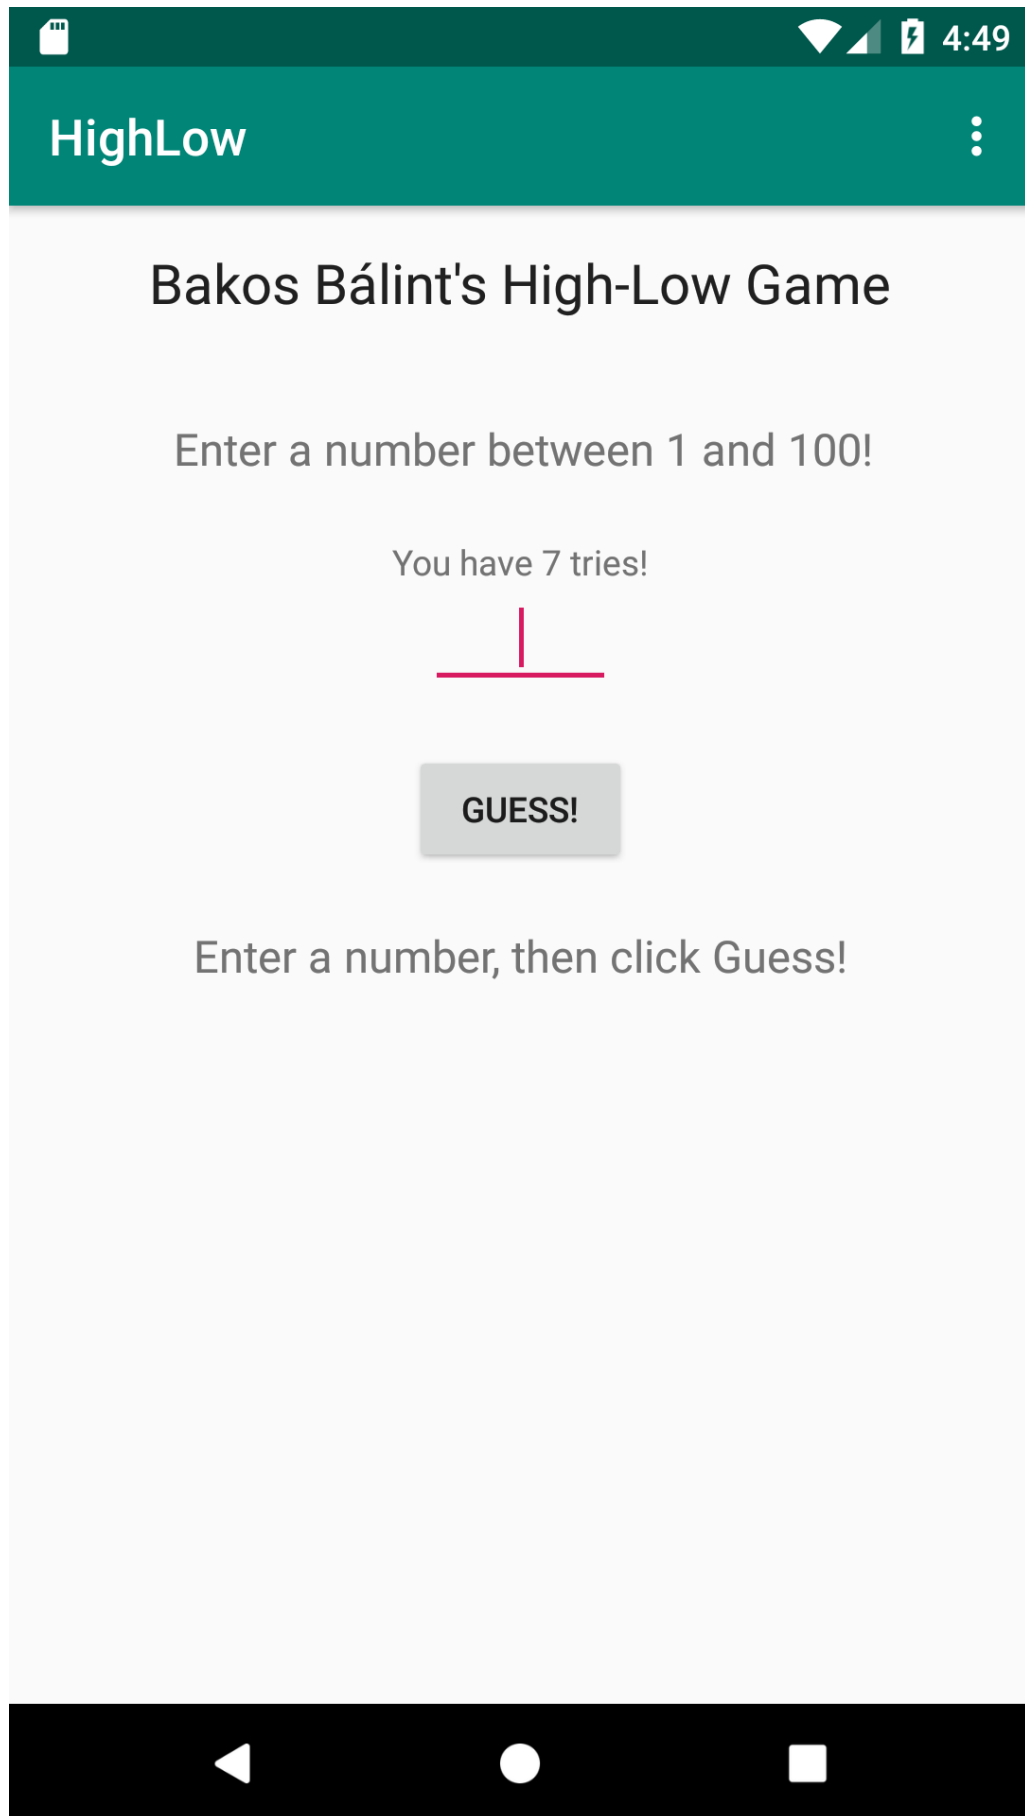 4:49
HighLow
Bakos Bálint's High-Low Game
Enter a number between 1 and 100!
You have 7 tries!
GUESS!
Enter a number, then click Guess!